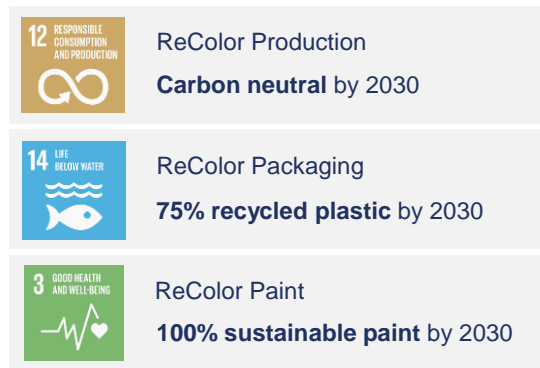 12 RESPONSIBLE
CONSUMPTION
AND PRODUCTION
ReColor Production
Carbon neutral by 2030
14 LIFE
BELOW WATER
ReColor Packaging
75% recycled plastic by 2030
3 GOOD HEALTH
AND WELL-BEING
ReColor Paint
100% sustainable paint by 2030